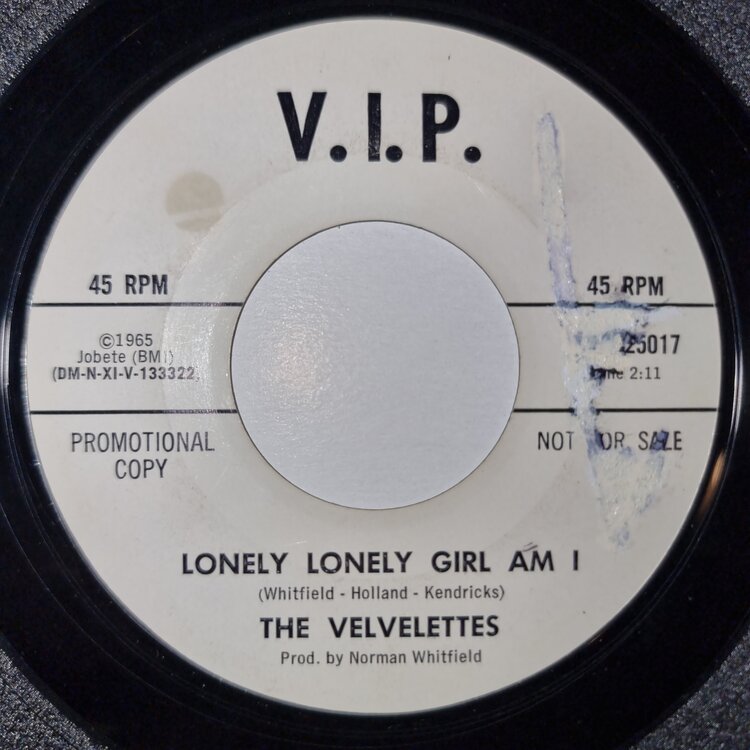 V.I.P.
45 RPM
45 RPM
©1965
Jobete (BMI)
(DM-N-XI-V-133322)
25017
2:11
PROMOTIONAL
COPY
NOT FOR SALE
LONELY LONELY GIRL AM I
(Whitfield - Holland - Kendricks)
THE VELVELETTES
Prod. by Norman Whitfield